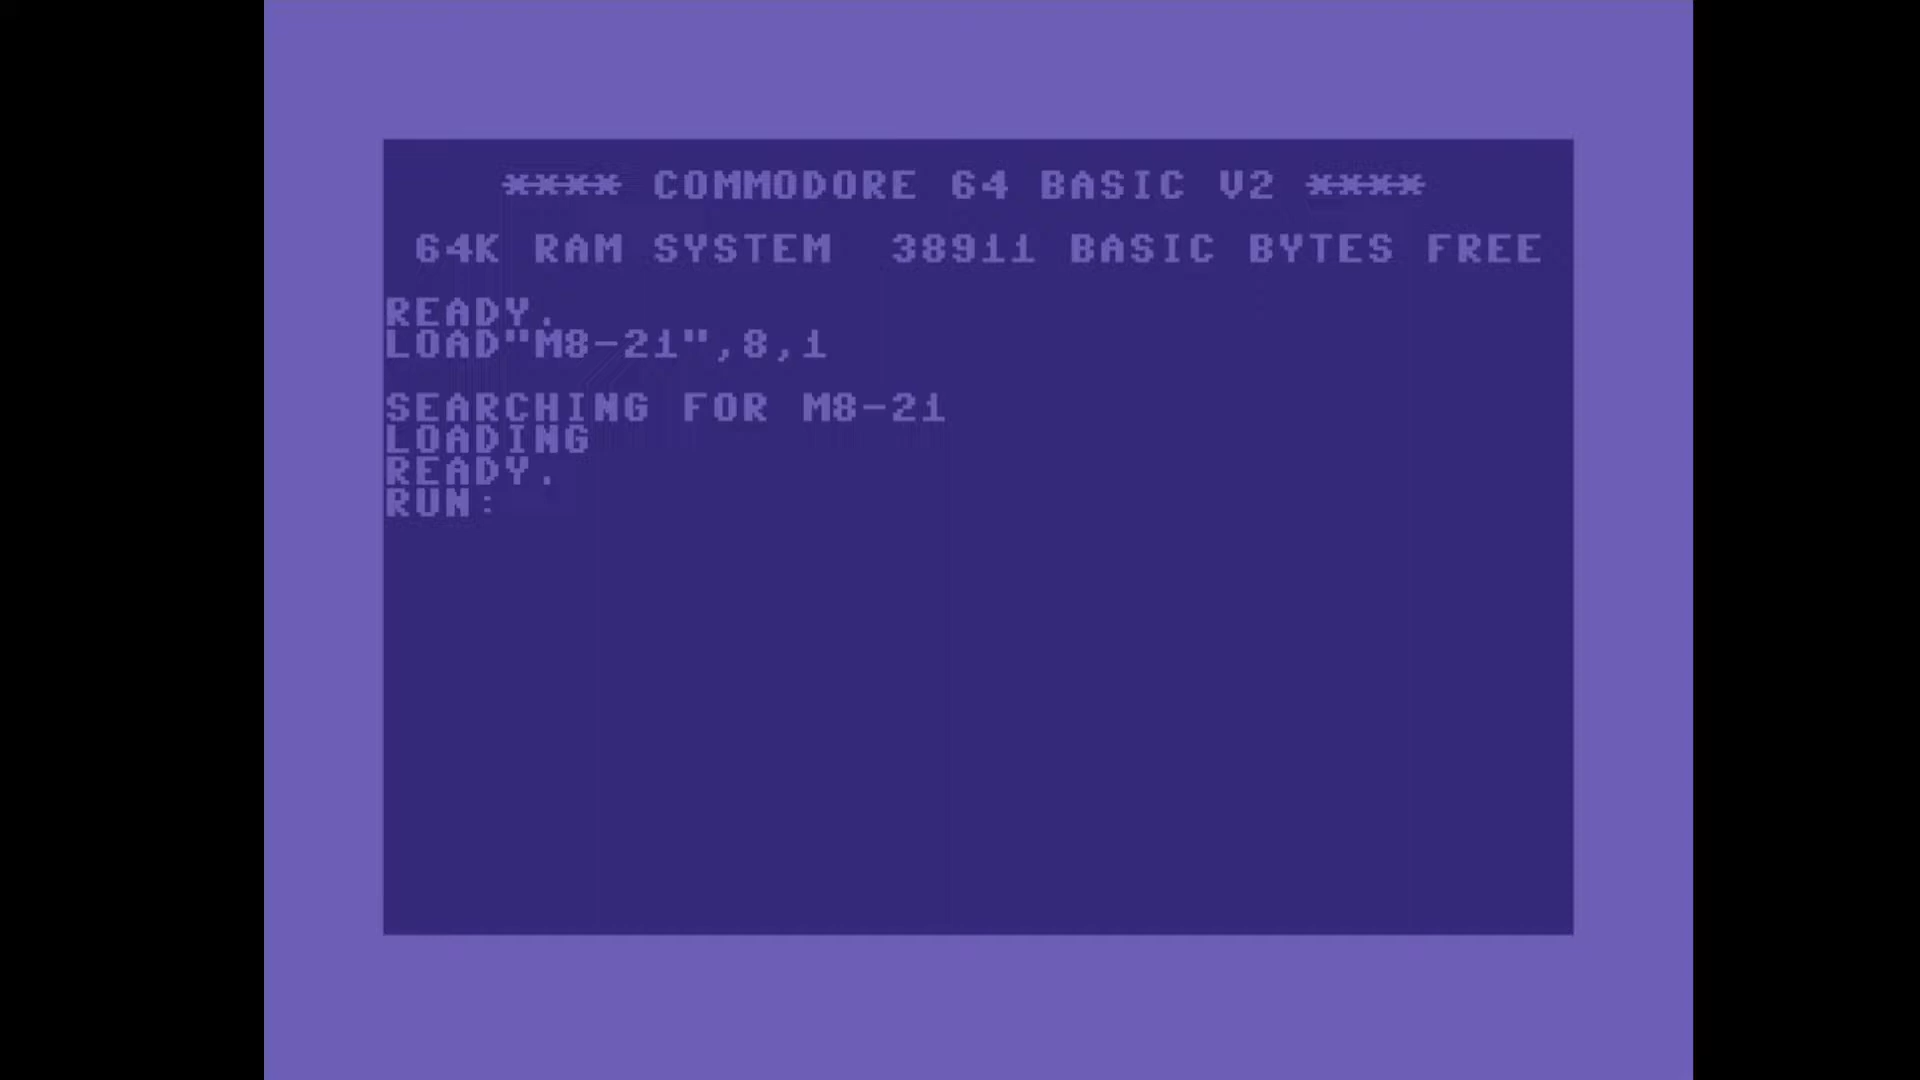 **** COMMODORE 64 BASIC V2 ****
64K RAM SYSTEM  38911 BASIC BYTES FREE
READY.
LOAD"M8-21",8,1
SEARCHING FOR M8-21
LOADING
READY.
RUN: